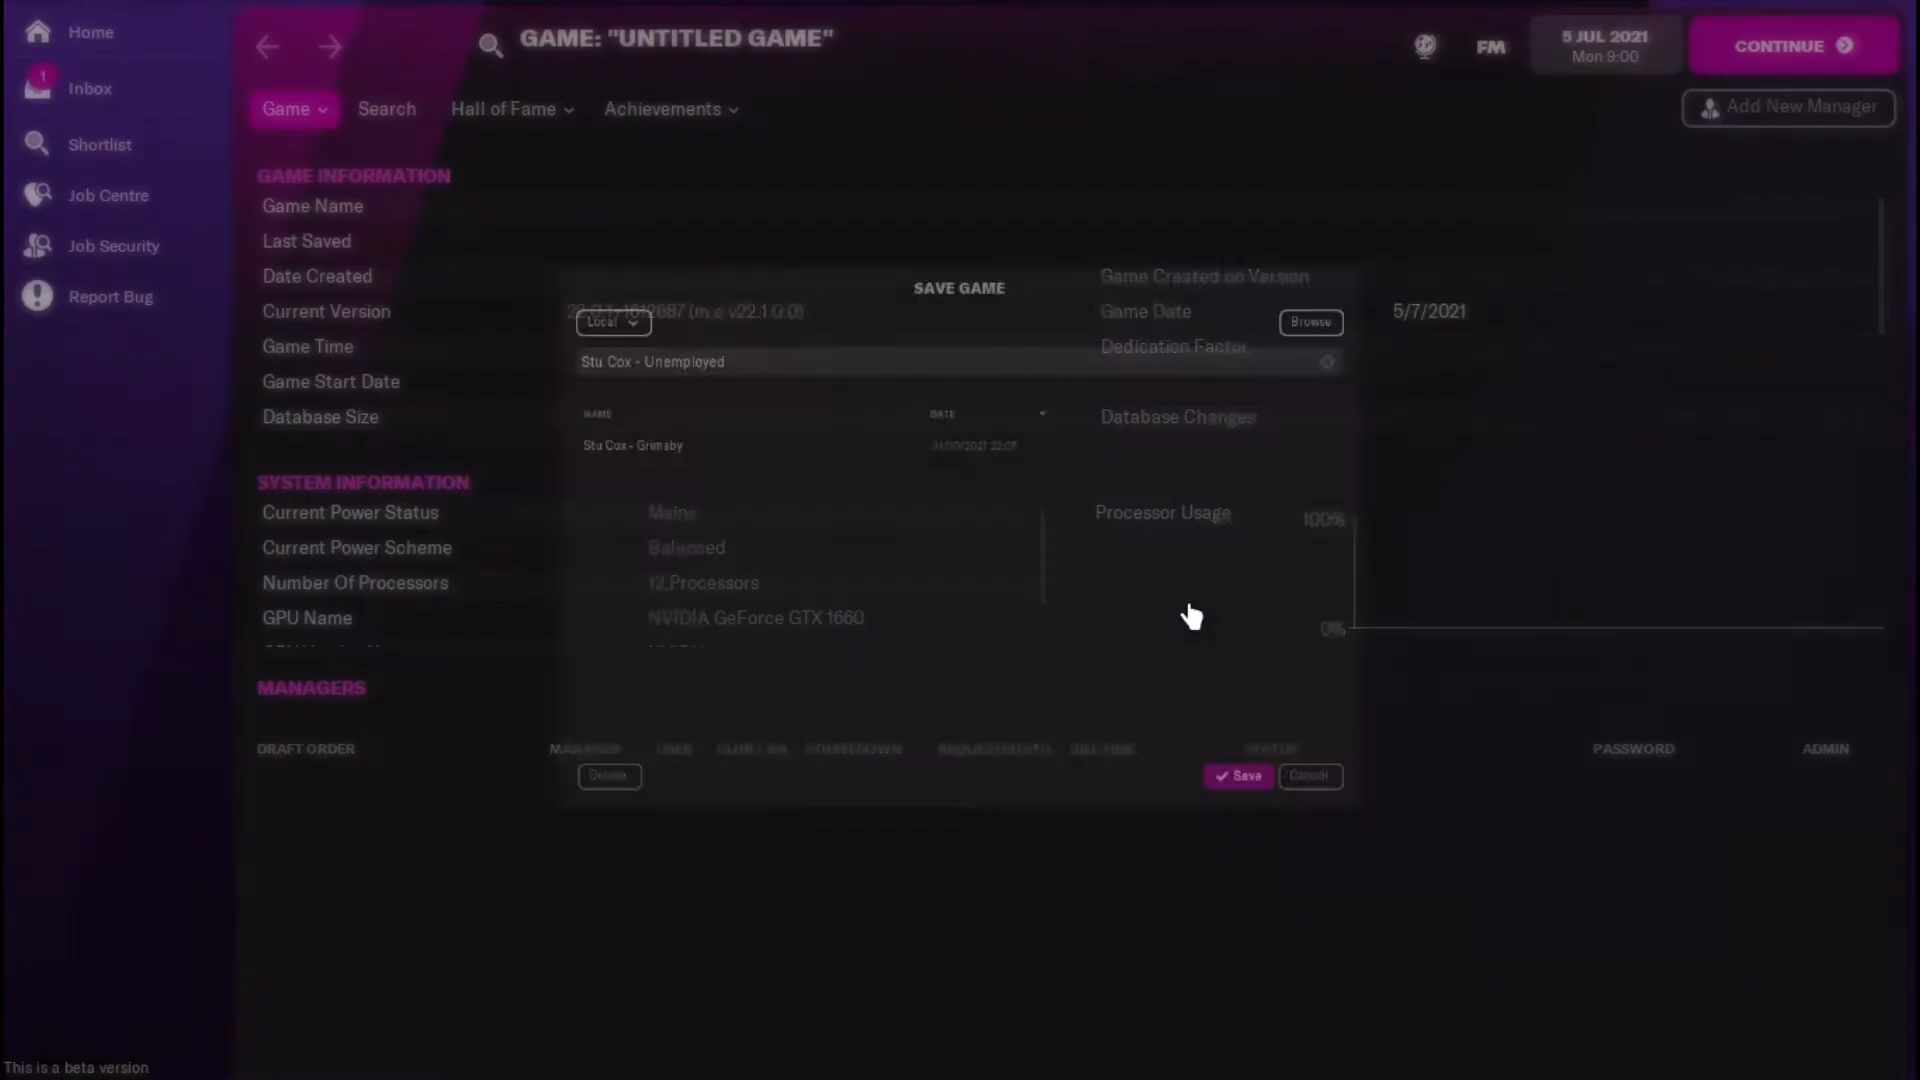 Home
1
Inbox
Shortlist
Job Centre
Job Security
Report Bug
GAME: "UNTITLED GAME"
FM
5 JUL 2021
Mon 9:00
CONTINUE
Game
Search
Hall of Fame
Achievements
Add New Manager
GAME INFORMATION
Game Name
Last Saved
Date Created
Game Created on Version
Current Version
Game Date
5/7/2021
Game Time
Dedication Factor
Game Start Date
Database Size
Database Changes
SAVE GAME
Local
Browse
Stu Cox - Unemployed
NAME
DATE
Stu Cox - Grimsby
SYSTEM INFORMATION
Current Power Status
Mains
Processor Usage
100%
Current Power Scheme
Balanced
Number Of Processors
12 Processors
GPU Name
NVIDIA GeForce GTX 1660
0%
MANAGERS
DRAFT ORDER
MANAGER
PASSWORD
ADMIN
Delete
Save
Cancel
This is a beta version